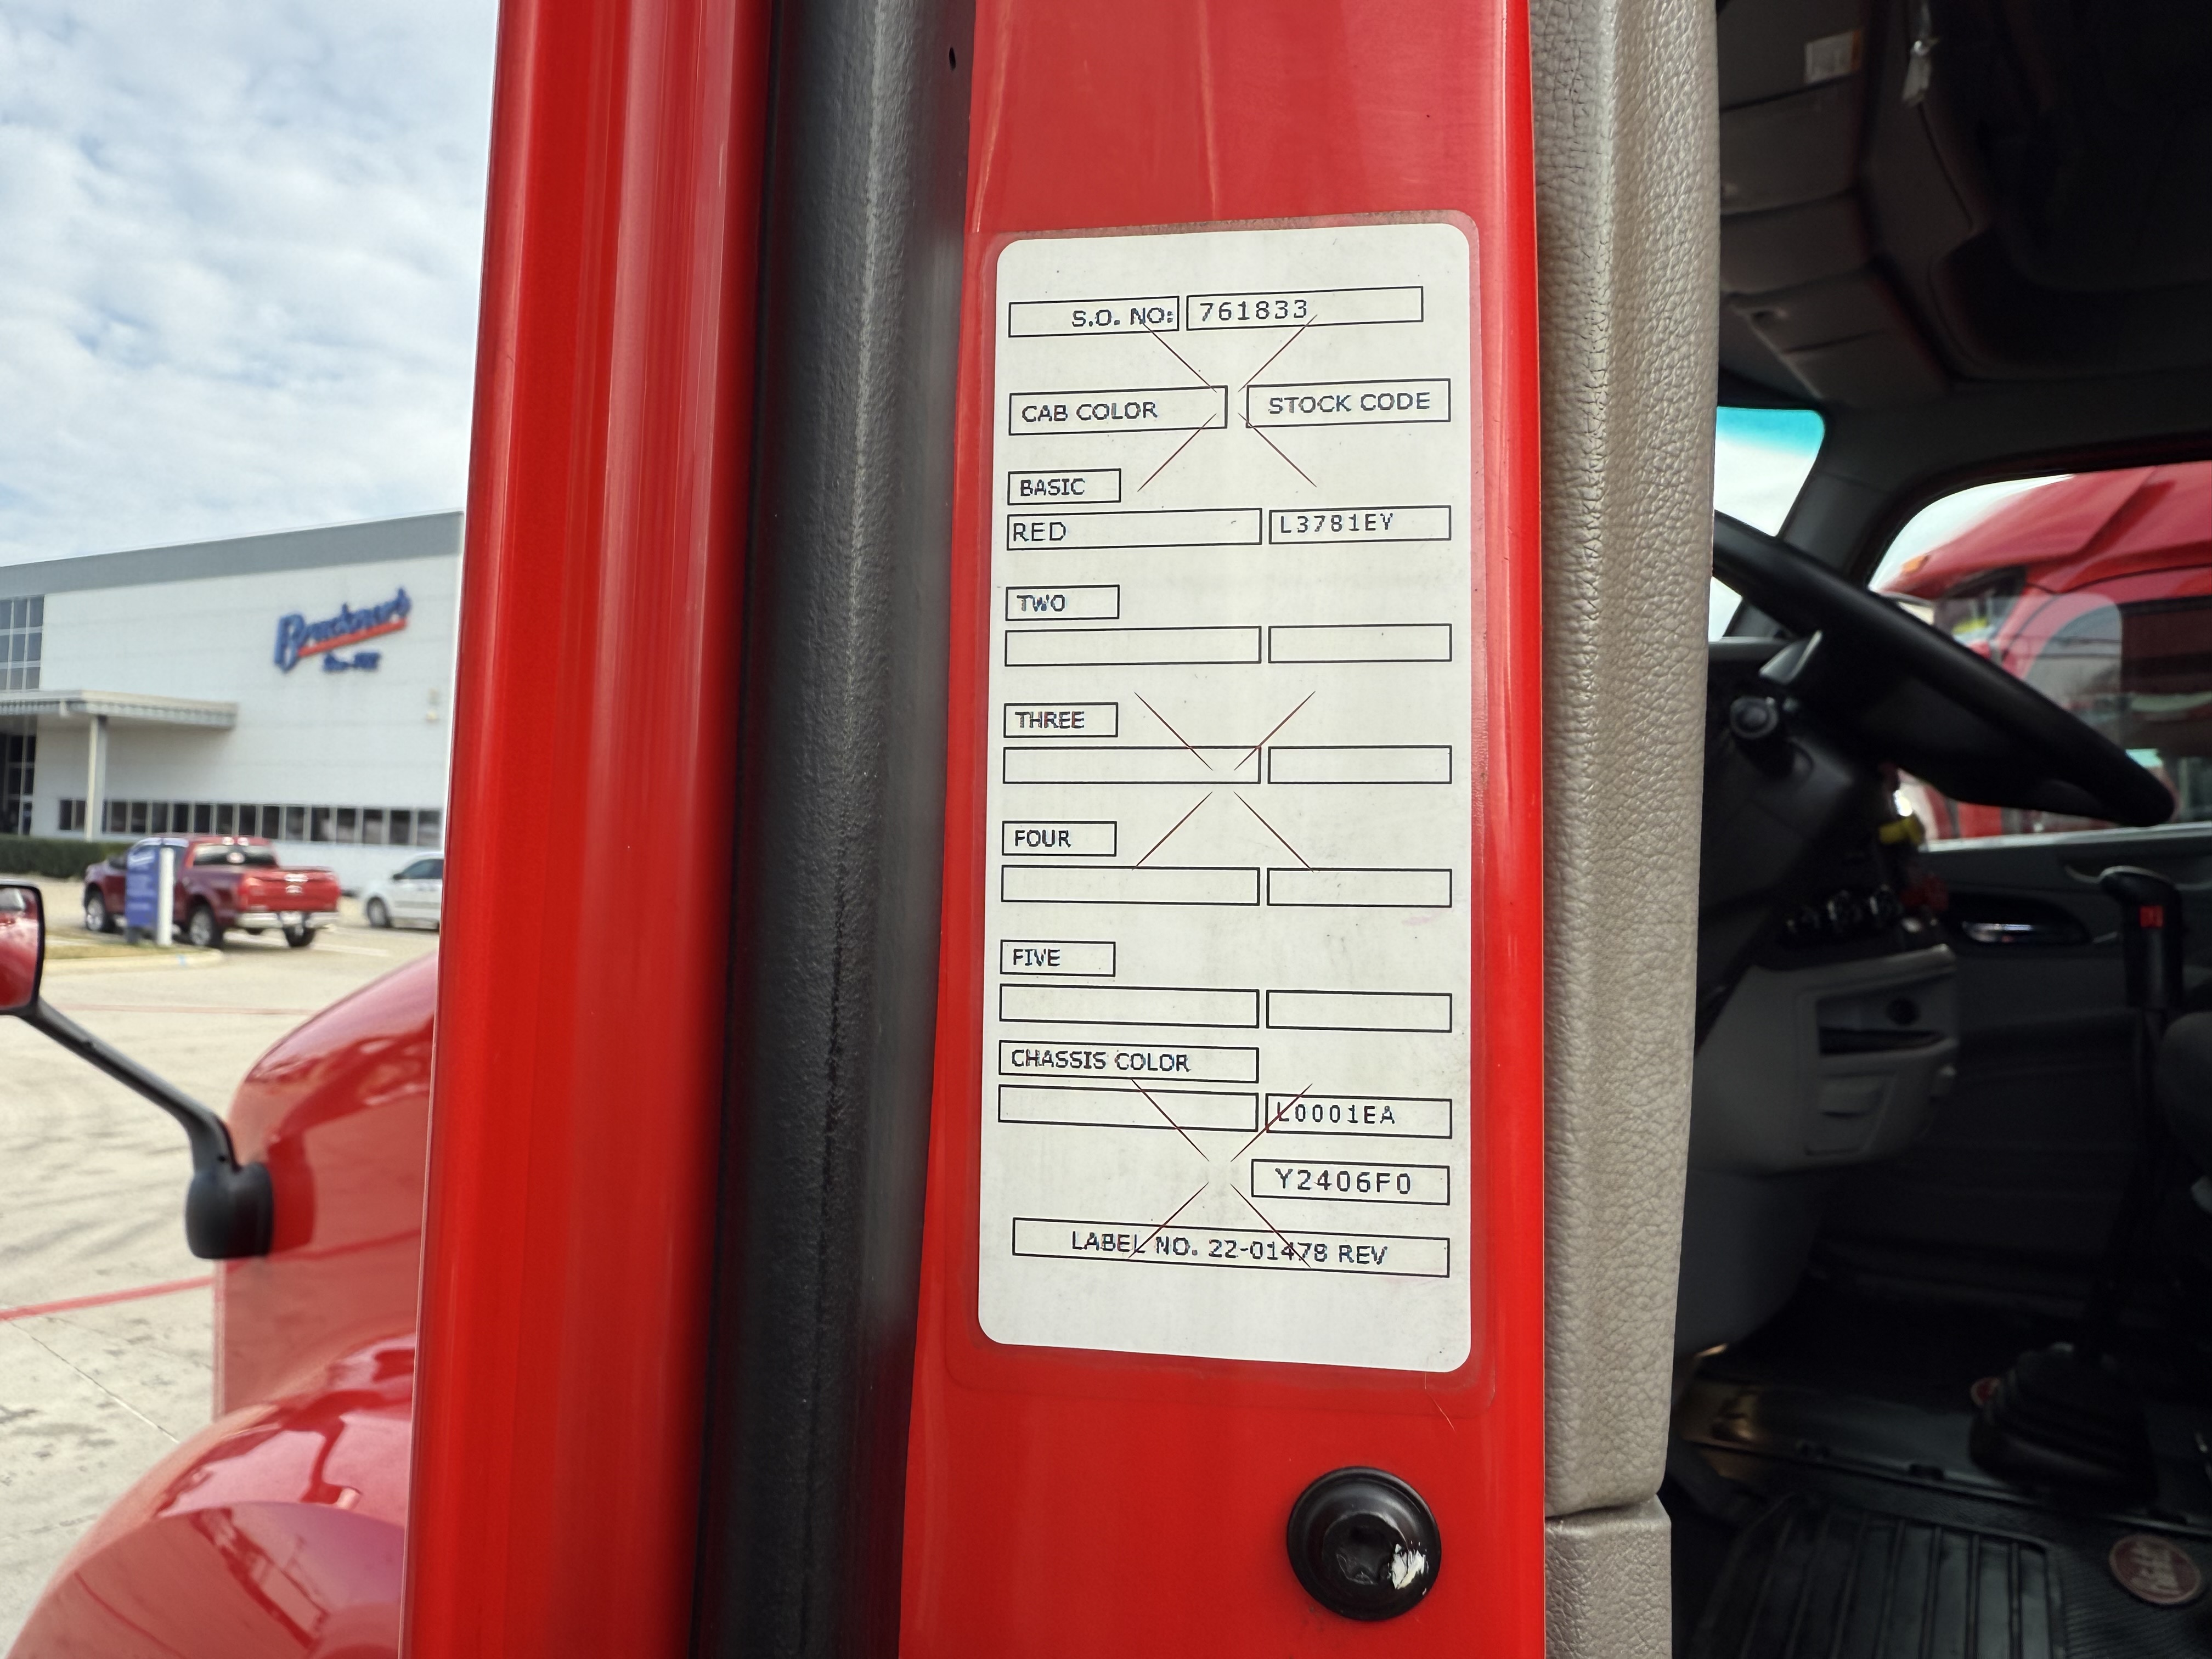 S.O. NO: 761833
CAB COLOR STOCK CODE
BASIC
RED L3781EY
TWO
THREE
FOUR
FIVE
CHASSIS COLOR
L0001EA
Y2406F0
LABEL NO. 22-01478 REV
Bruckner's